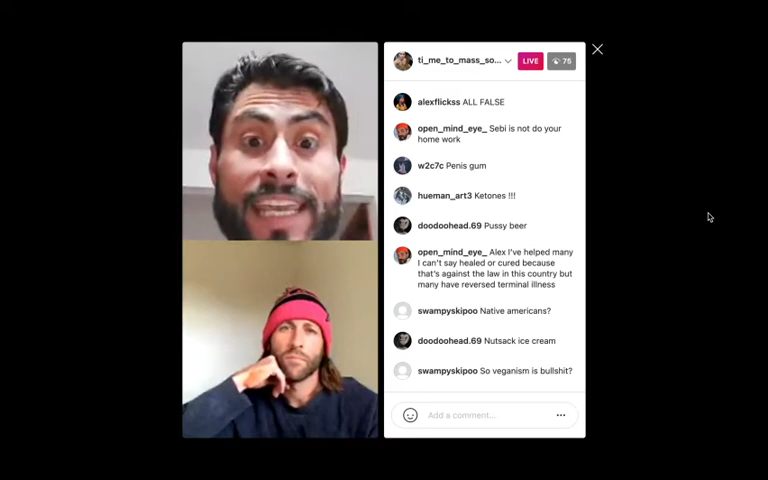 ti_me_to_mass_so...
LIVE
75
alexflickss ALL FALSE
open_mind_eye_ Sebi is not do your
home work
w2c7c Penis gum
hueman_art3 Ketones !!!
doodoohead.69 Pussy beer
open_mind_eye_ Alex I've helped many
I can't say healed or cured because
that's against the law in this country but
many have reversed terminal illness
swampyskipoo Native americans?
doodoohead.69 Nutsack ice cream
swampyskipoo So veganism is bullshit?
Add a comment...